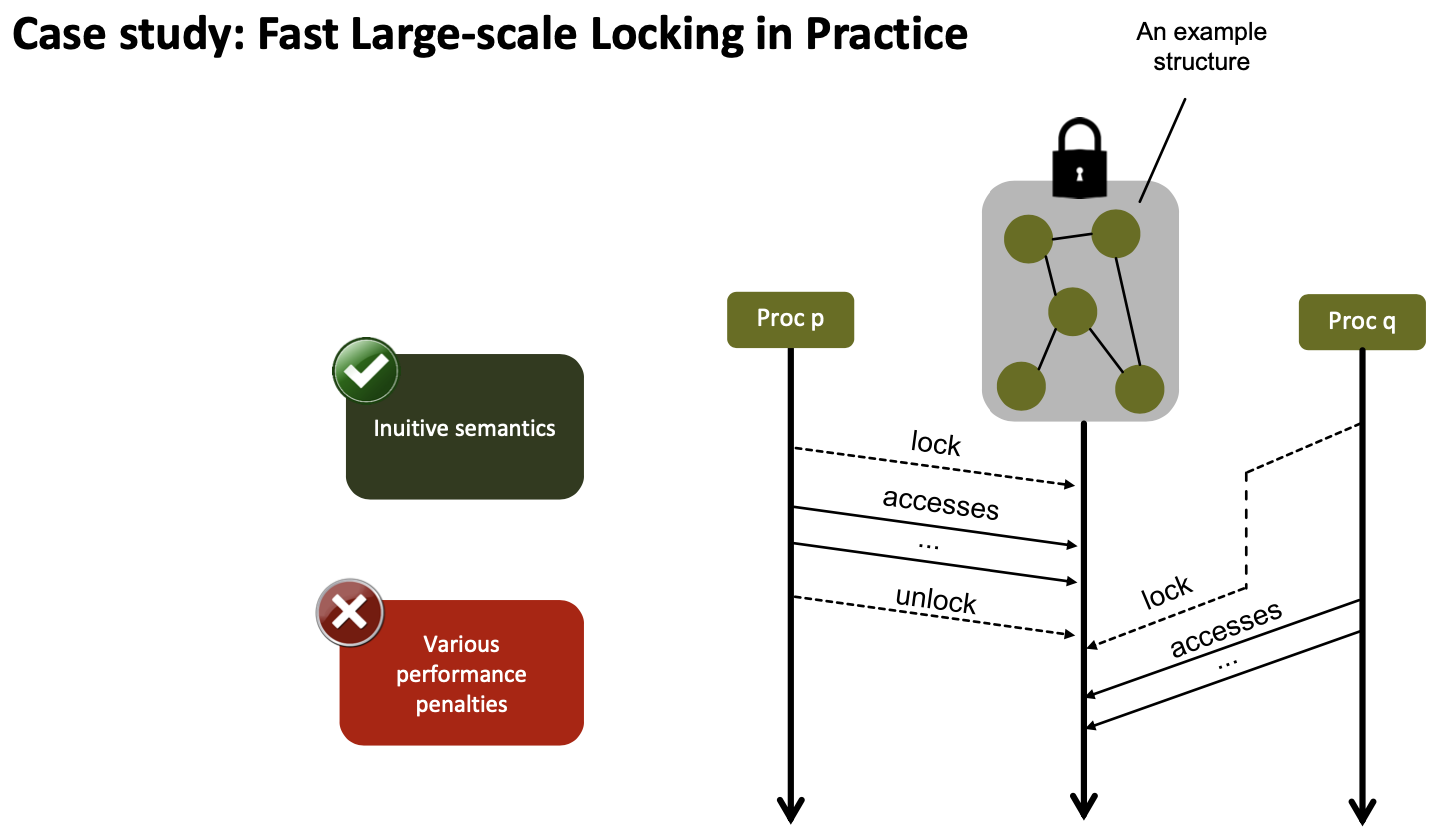 Case study: Fast Large-scale Locking in Practice
An example
structure
Proc p
Proc q
Inuitive semantics
lock
accesses
...
unlock
lock
accesses
...
Various
performance
penalties